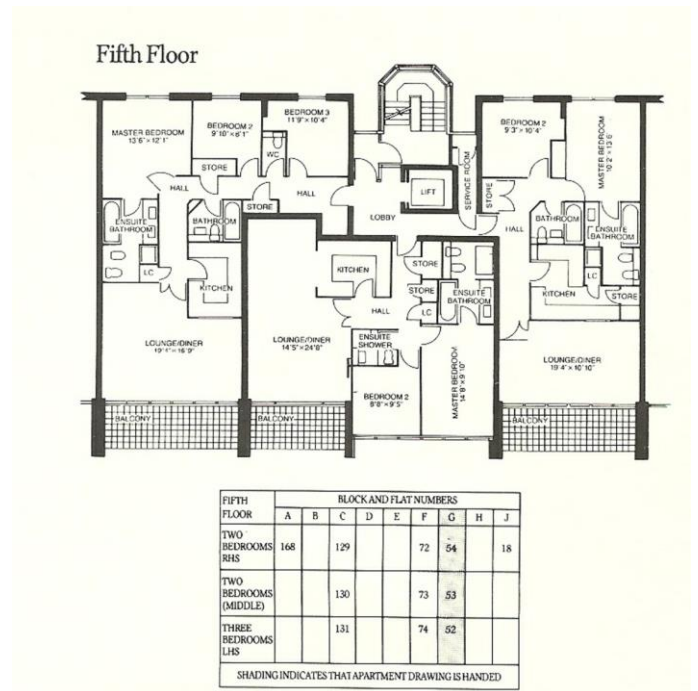 Fifth Floor
MASTER BEDROOM
13'6" × 12'1"
BEDROOM 2
9'10" × 8'1"
BEDROOM 3
11'9" × 10'4"
WC
STORE
HALL
STORE
HALL
ENSUITE
BATHROOM
BATHROOM
LC
KITCHEN
LOUNGE/DINER
BALCONY
LIFT
LOBBY
SERVICE ROOM
STORE
KITCHEN
STORE
STORE
LC
ENSUITE
BATHROOM
HALL
LOUNGE/DINER
14'5" × 24'8"
ENSUITE
SHOWER
BEDROOM 2
MASTER BEDROOM
14'8" × 9'10"
BALCONY
BEDROOM 2
9'3" × 10'4"
MASTER BEDROOM
10'2" × 13'6"
HALL
BATHROOM
ENSUITE
BATHROOM
LC
KITCHEN
STORE
LOUNGE/DINER
19'4" × 10'10"
BALCONY
FIFTH FLOOR BLOCK AND FLAT NUMBERS
A B C D E F G H J
TWO BEDROOMS RHS 168 129 72 54 18
TWO BEDROOMS (MIDDLE) 130 73 53
THREE BEDROOMS LHS 131 74 52
SHADING INDICATES THAT APARTMENT DRAWING IS HANDED